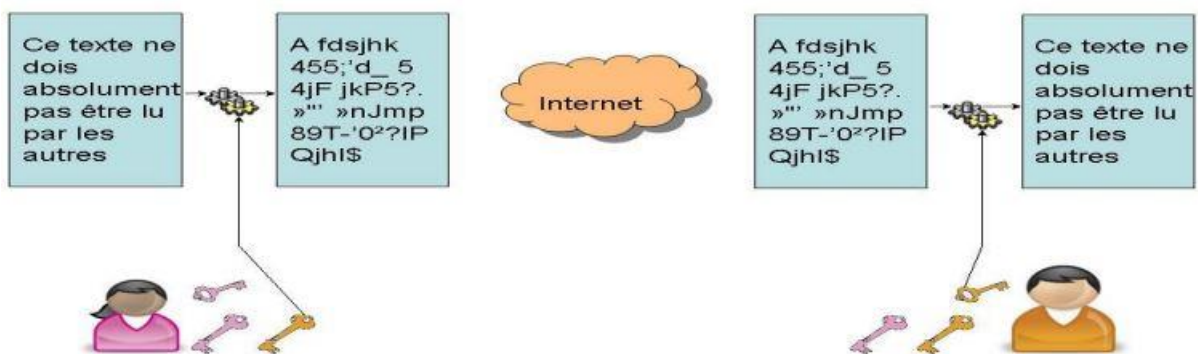 Ce texte ne
dois
absolument
pas être lu
par les
autres
A fdsjhk
455;'d_ 5
4jF jkP5?.
»"' »nJmp
89T-'0²?IP
QjhI$
Internet
A fdsjhk
455;'d_ 5
4jF jkP5?.
»"' »nJmp
89T-'0²?IP
QjhI$
Ce texte ne
dois
absolument
pas être lu
par les
autres